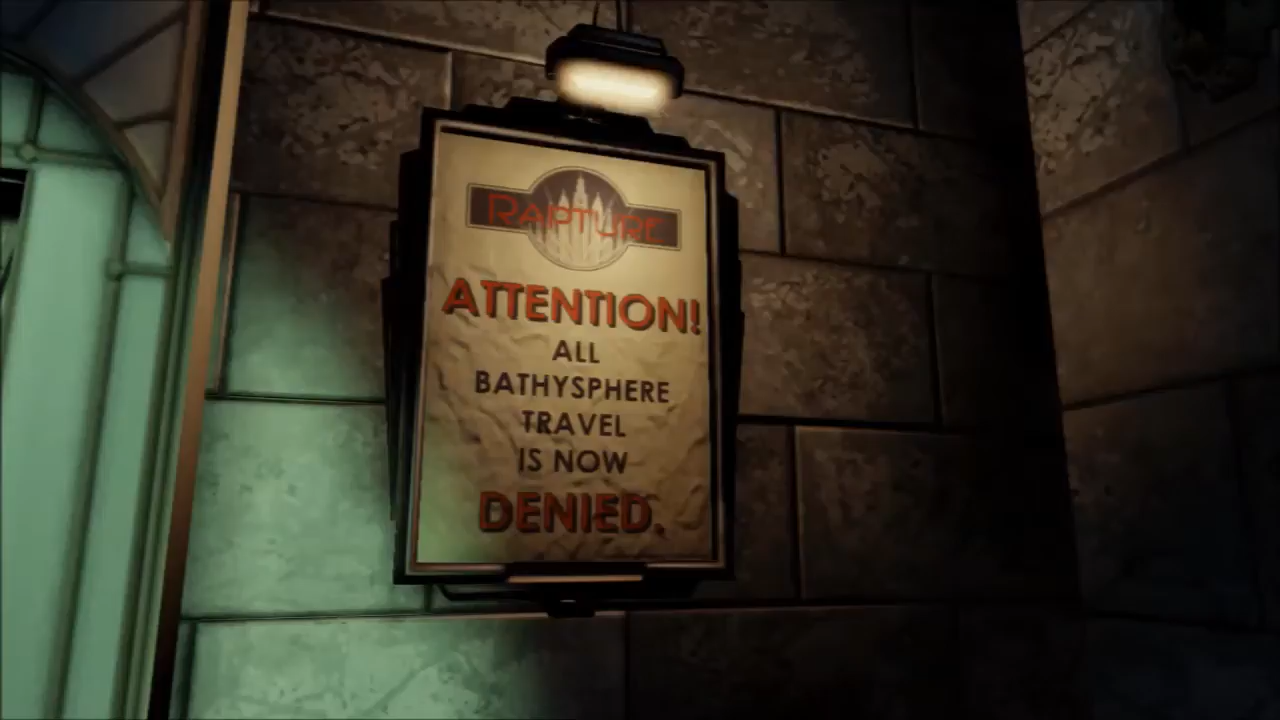 RAPTURE
ATTENTION!
ALL
BATHYSPHERE
TRAVEL
IS NOW
DENIED.